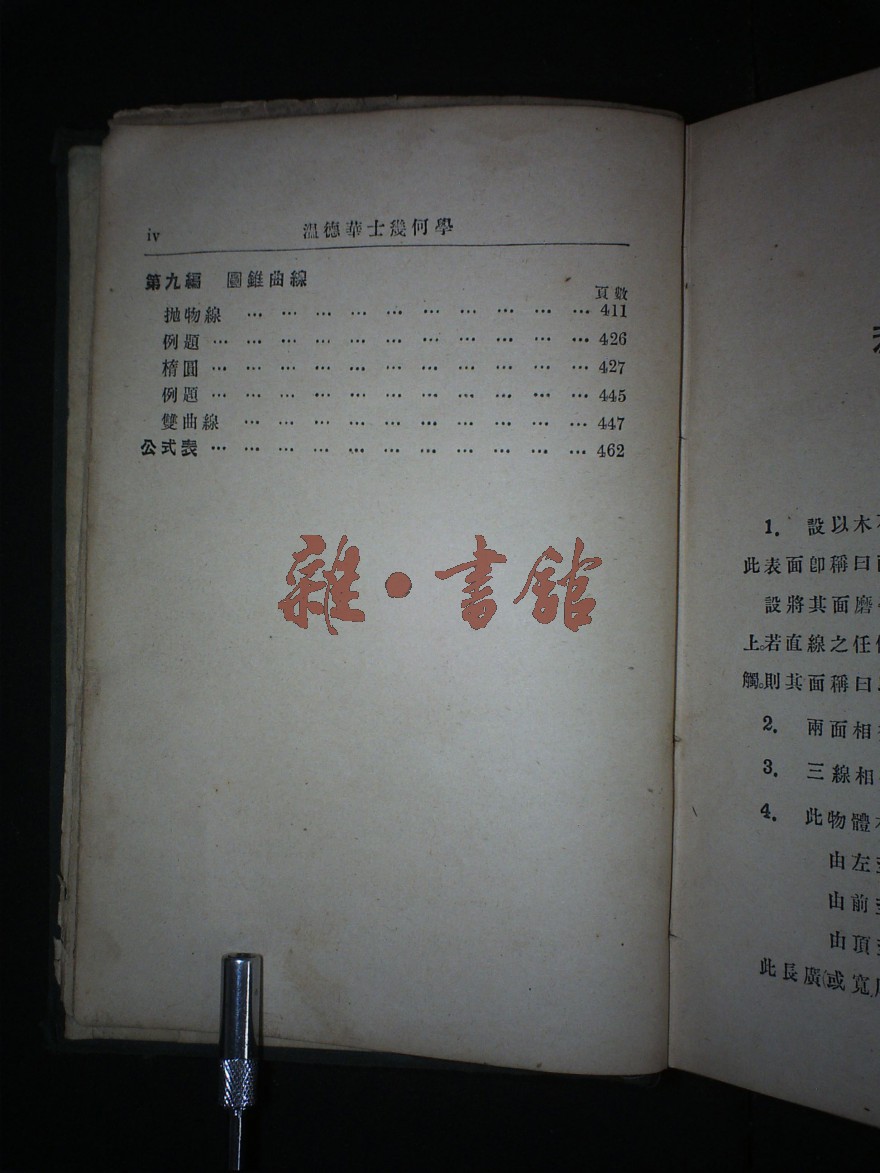 iv 溫德華士幾何學
第九編 圓錐曲線
頁數
拋物線 … … … … … … … … … … 411
例題 … … … … … … … … … … … 426
橢圓 … … … … … … … … … … … 427
例題 … … … … … … … … … … … 445
雙曲線 … … … … … … … … … … 447
公式表 … … … … … … … … … … … 462
雜·書館
1. 設以木
此表面卽稱曰
設將其面磨
上。若直線之任
觸。則其面稱曰
2. 兩面相
3. 三線相
4. 此物體
由左
由前
由頂
此長廣(或寬)